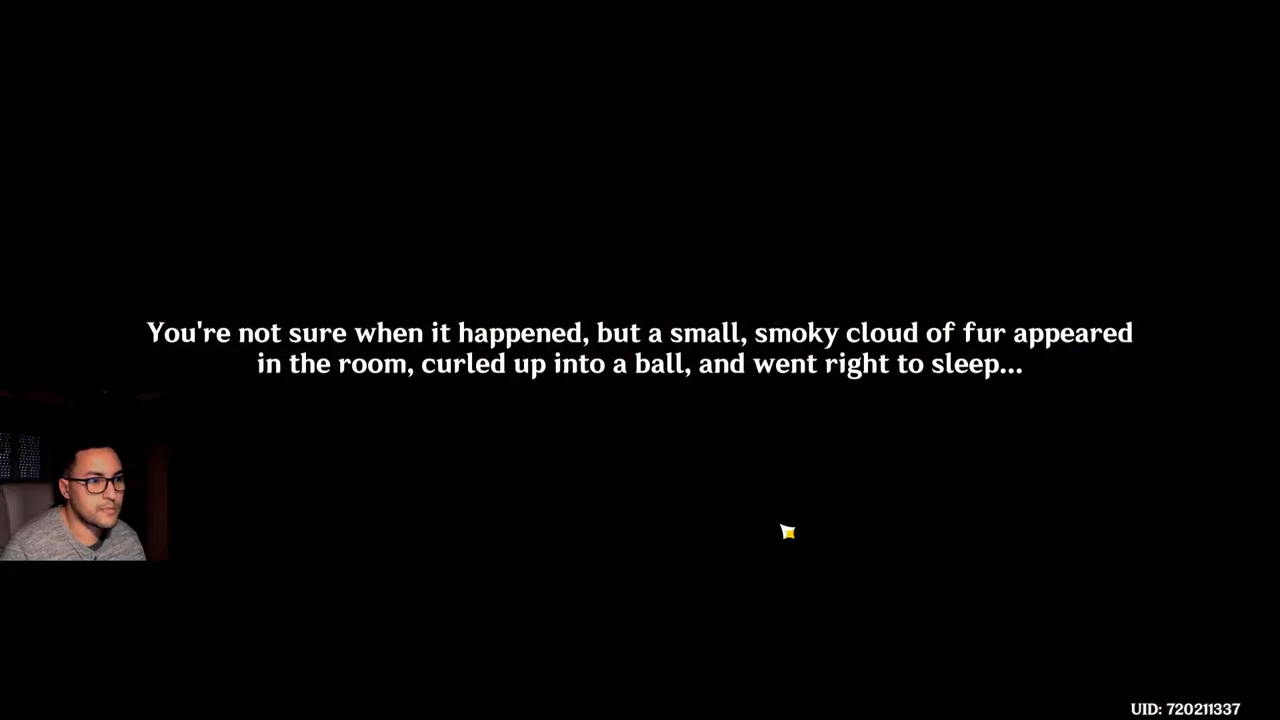 You're not sure when it happened, but a small, smoky cloud of fur appeared
in the room, curled up into a ball, and went right to sleep...
UID: 720211337